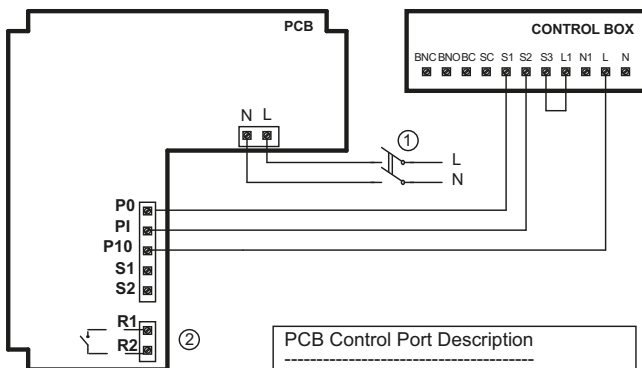 PCB
CONTROL BOX
BNC BNO BC SC S1 S2 S3 L1 N1 L N
N L
1
L
N
P0
PI
P10
S1
S2
R1
R2
2
PCB Control Port Description
--------------------------------------